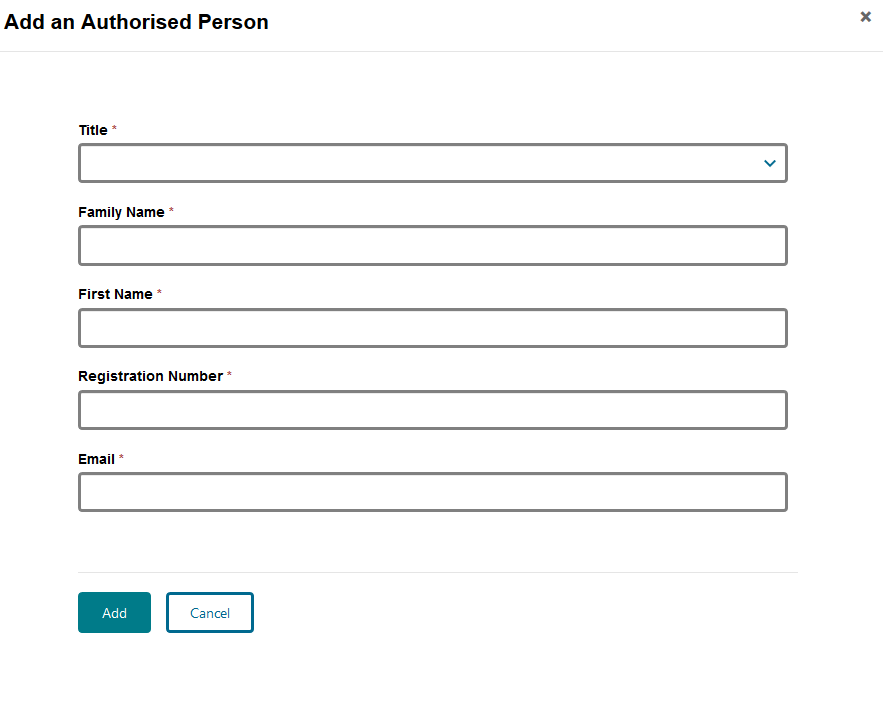 Add an Authorised Person
Title *
Family Name *
First Name *
Registration Number *
Email *
Add
Cancel